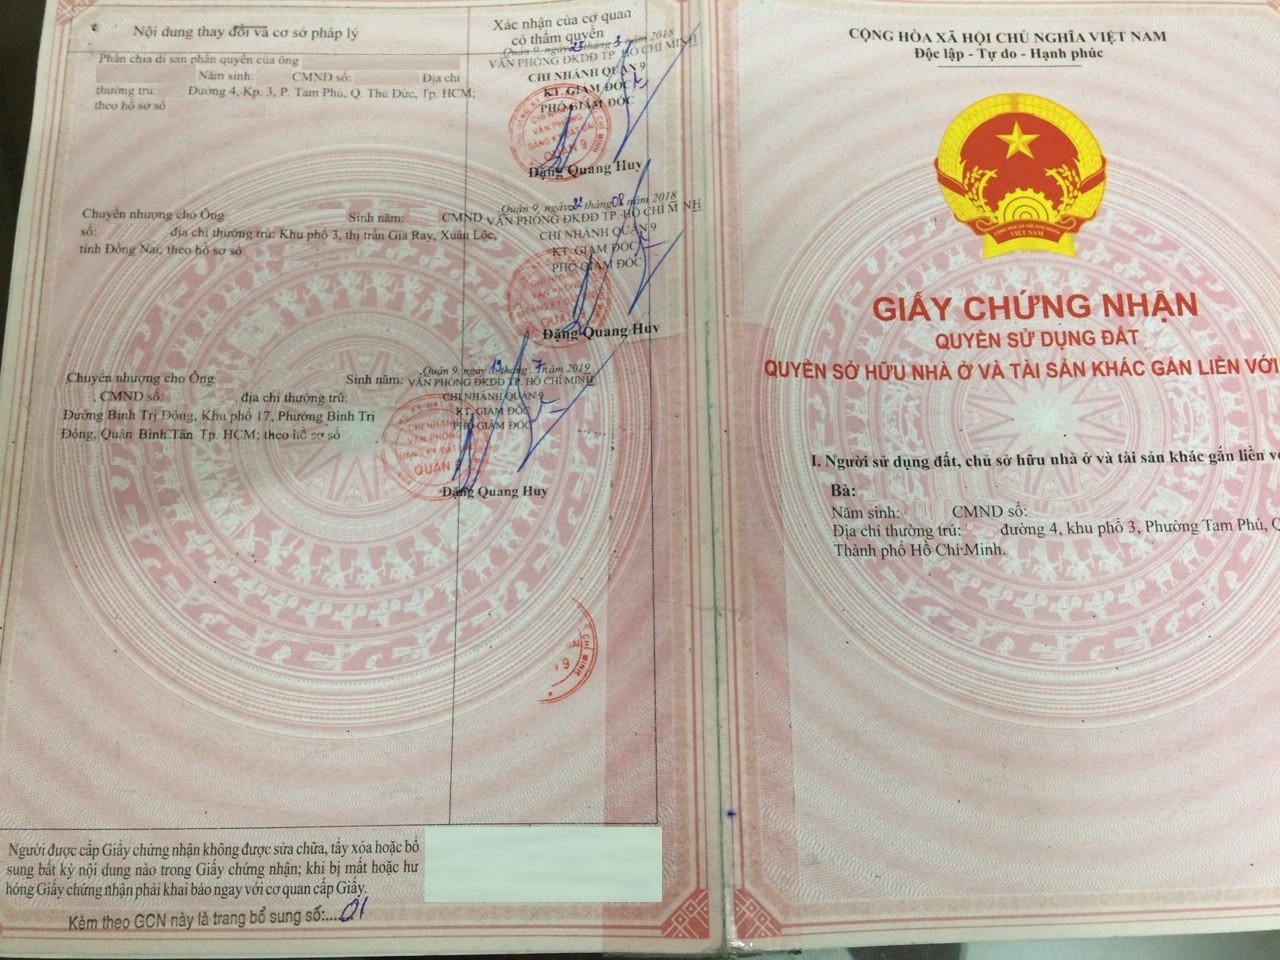 Nội dung thay đổi và cơ sở pháp lý
Xác nhận của cơ quan
có thẩm quyền
Phân chia di sản phần quyền của ông
Năm sinh: CMND số: Địa chỉ
thường trú: Đường 4, Kp. 3, P. Tam Phú, Q. Thủ Đức, Tp. HCM;
theo hồ sơ số
Quận 9, ngày 23 tháng 3 năm 2018
VĂN PHÒNG ĐKĐĐ TP. HỒ CHÍ MINH
CHI NHÁNH QUẬN 9
KT. GIÁM ĐỐC
PHÓ GIÁM ĐỐC
Đặng Quang Huy
Chuyển nhượng cho Ông Sinh năm: CMND
số: địa chỉ thường trú: Khu phố 3, thị trấn Gia Ray, Xuân Lộc,
tỉnh Đồng Nai, theo hồ sơ số
Quận 9, ngày 22 tháng 08 năm 2018
VĂN PHÒNG ĐKĐĐ TP. HỒ CHÍ MINH
CHI NHÁNH QUẬN 9
KT. GIÁM ĐỐC
PHÓ GIÁM ĐỐC
Đặng Quang Huy
Chuyển nhượng cho Ông Sinh năm:
, CMND số: , địa chỉ thường trú:
Đường Bình Trị Đông, Khu phố 17, Phường Bình Trị
Đông, Quận Bình Tân Tp. HCM; theo hồ sơ số
Quận 9, ngày 19 tháng 7 năm 2019
VĂN PHÒNG ĐKĐĐ TP. HỒ CHÍ MINH
CHI NHÁNH QUẬN 9
KT. GIÁM ĐỐC
PHÓ GIÁM ĐỐC
Đặng Quang Huy
Người được cấp Giấy chứng nhận không được sửa chữa, tẩy xóa hoặc bổ
sung bất kỳ nội dung nào trong Giấy chứng nhận; khi bị mất hoặc hư
hỏng Giấy chứng nhận phải khai báo ngay với cơ quan cấp Giấy.
Kèm theo GCN này là trang bổ sung số:....01
CỘNG HÒA XÃ HỘI CHỦ NGHĨA VIỆT NAM
Độc lập - Tự do - Hạnh phúc
GIẤY CHỨNG NHẬN
QUYỀN SỬ DỤNG ĐẤT
QUYỀN SỞ HỮU NHÀ Ở VÀ TÀI SẢN KHÁC GẮN LIỀN VỚI
I. Người sử dụng đất, chủ sở hữu nhà ở và tài sản khác gắn liền
Bà:
Năm sinh: CMND số:
Địa chỉ thường trú: đường 4, khu phố 3, Phường Tam Phú, Q
Thành phố Hồ Chí Minh.